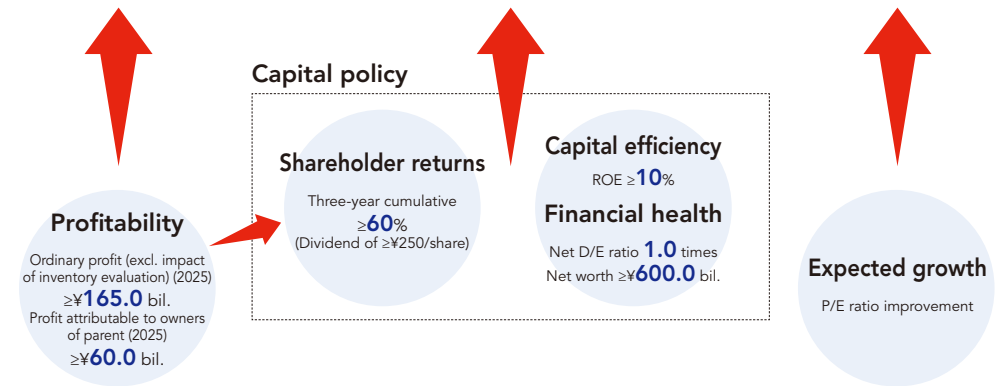 Capital policy
Profitability
Ordinary profit (excl. impact
of inventory evaluation) (2025)
≥¥165.0 bil.
Profit attributable to owners
of parent (2025)
≥¥60.0 bil.
Shareholder returns
Three-year cumulative
≥60%
(Dividend of ≥¥250/share)
Capital efficiency
ROE ≥10%
Financial health
Net D/E ratio 1.0 times
Net worth ≥¥600.0 bil.
Expected growth
P/E ratio improvement